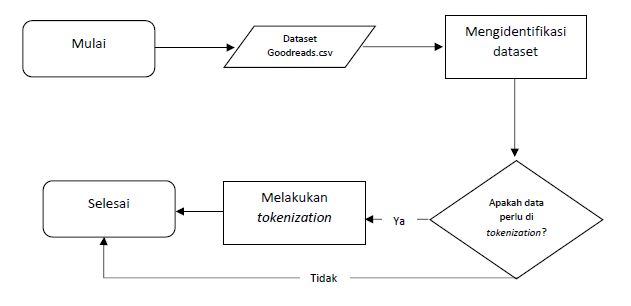 Mulai
Dataset
Goodreads.csv
Mengidentifikasi
dataset
Apakah data
perlu di
tokenization?
Ya
Melakukan
tokenization
Selesai
Tidak